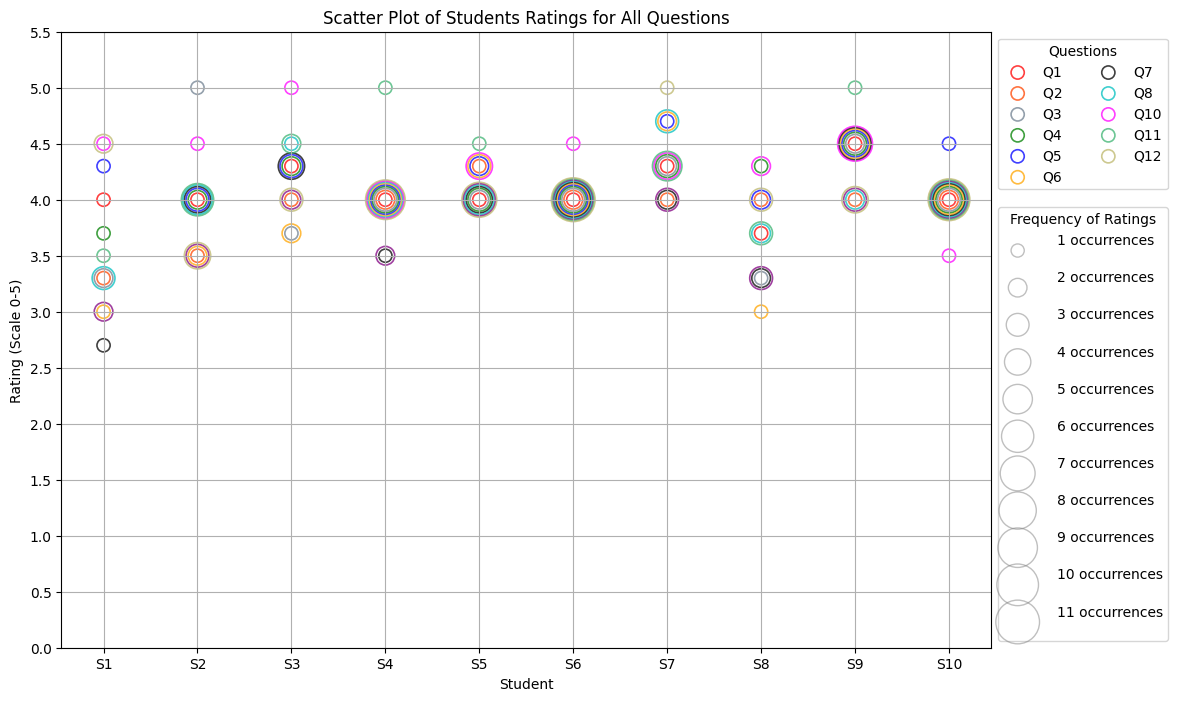 Scatter Plot of Students Ratings for All Questions
Rating (Scale 0-5)
5.5
5.0
4.5
4.0
3.5
3.0
2.5
2.0
1.5
1.0
0.5
0.0
S1 S2 S3 S4 S5 S6 S7 S8 S9 S10
Student
Questions
Q1 Q7
Q2 Q8
Q3 Q10
Q4 Q11
Q5 Q12
Q6
Frequency of Ratings
1 occurrences
2 occurrences
3 occurrences
4 occurrences
5 occurrences
6 occurrences
7 occurrences
8 occurrences
9 occurrences
10 occurrences
11 occurrences